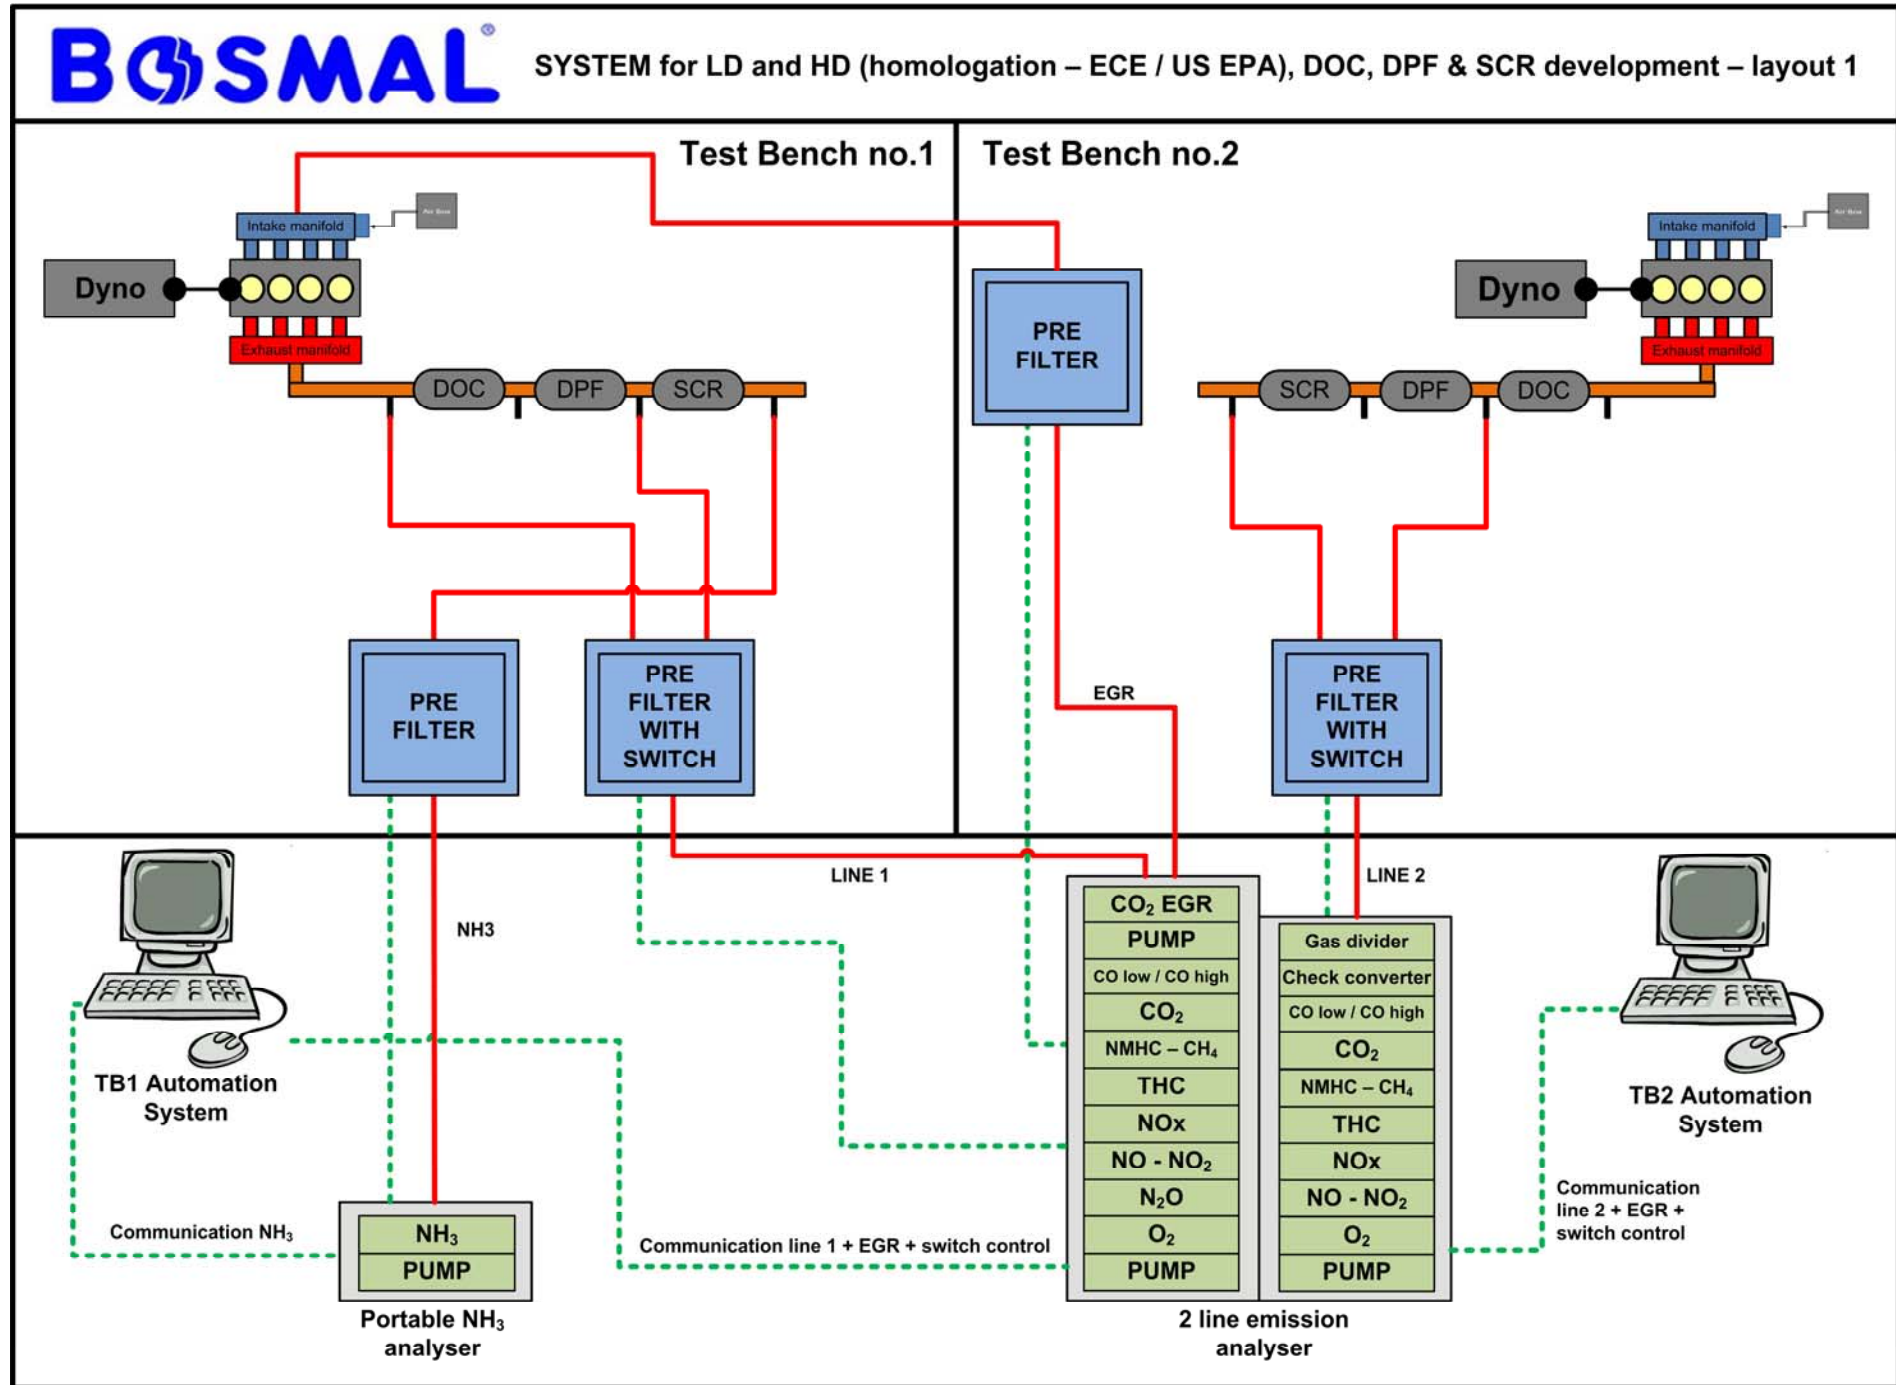 BOSMAL®
SYSTEM for LD and HD (homologation – ECE / US EPA), DOC, DPF & SCR development – layout 1
Test Bench no.1
Test Bench no.2
Intake manifold
Air Box
Dyno
Exhaust manifold
DOC
DPF
SCR
PRE
FILTER
Intake manifold
Air Box
Dyno
Exhaust manifold
SCR
DPF
DOC
PRE
FILTER
PRE
FILTER
WITH
SWITCH
EGR
PRE
FILTER
WITH
SWITCH
LINE 1
LINE 2
NH3
TB1 Automation
System
Communication NH₃
NH₃
PUMP
Portable NH₃
analyser
Communication line 1 + EGR + switch control
CO₂ EGR
PUMP
CO low / CO high
CO₂
NMHC – CH₄
THC
NOx
NO - NO₂
N₂O
O₂
PUMP
Gas divider
Check converter
CO low / CO high
CO₂
NMHC – CH₄
THC
NOx
NO - NO₂
O₂
PUMP
2 line emission
analyser
TB2 Automation
System
Communication
line 2 + EGR +
switch control